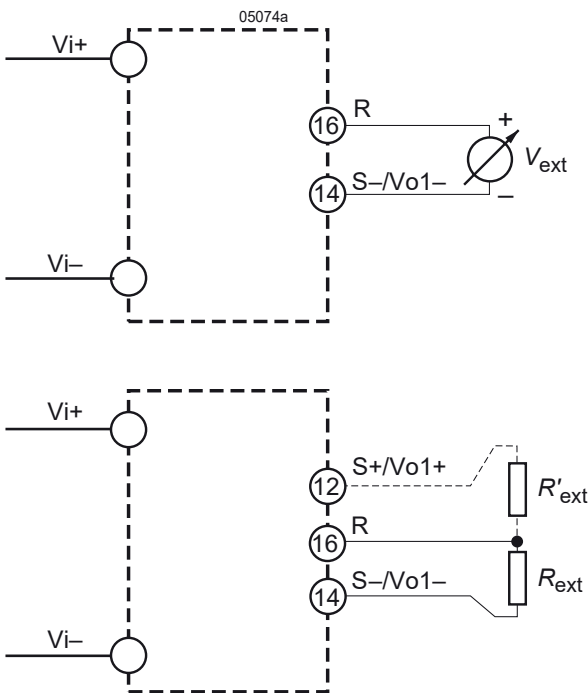 05074a
Vi+
16 R
+
Vext
14 S–/Vo1–
–
Vi–
Vi+
S+/Vo1+
12
R'ext
R
16
S–/Vo1–
14
Rext
Vi–